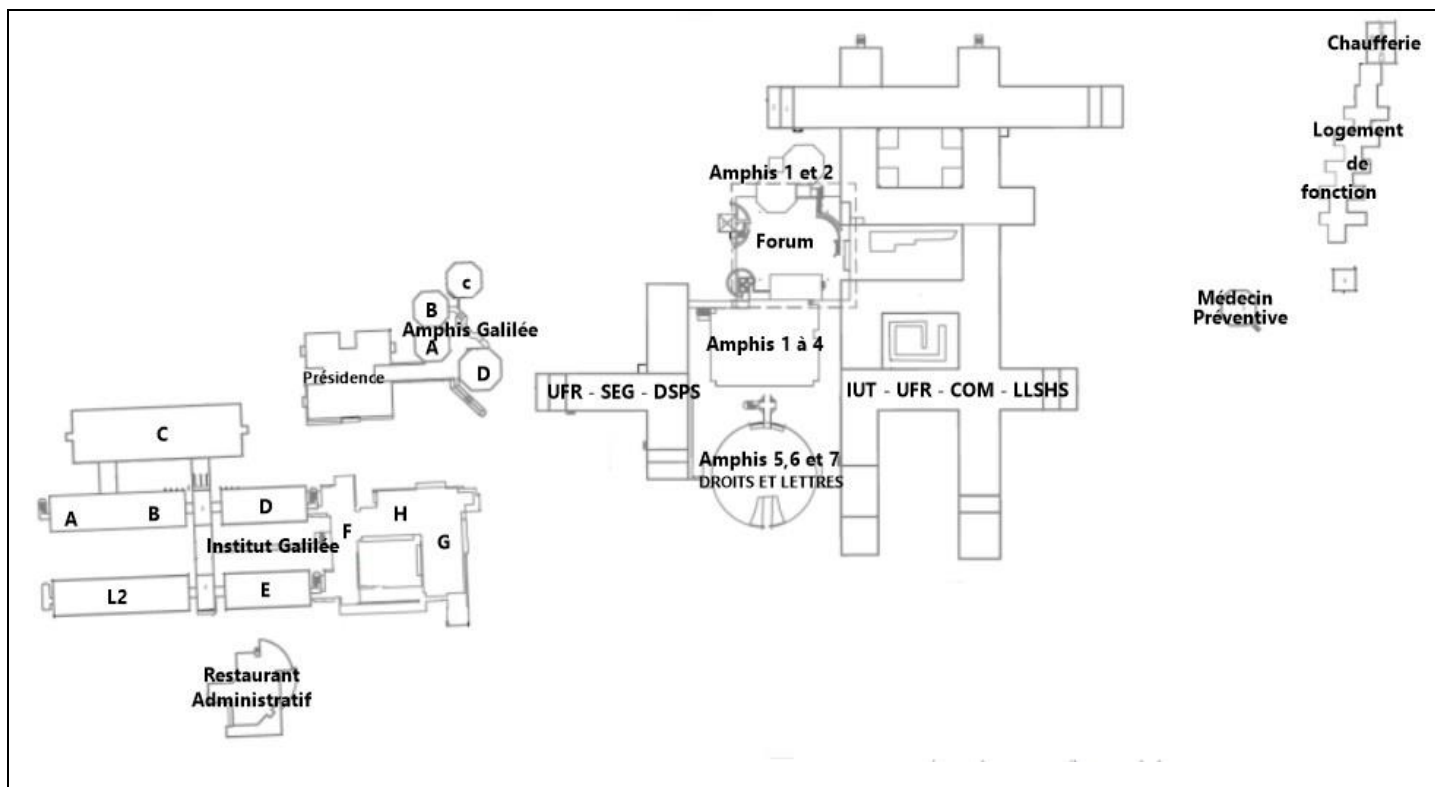 Chaufferie
Logement
de
fonction
Amphis 1 et 2
Forum
c
B
Amphis Galilée
A
D
Médecin
Préventive
Amphis 1 à 4
Présidence
UFR - SEG - DSPS
IUT - UFR - COM - LLSHS
C
Amphis 5,6 et 7
DROITS ET LETTRES
A
B
D
H
F
G
Institut Galilée
L2
E
Restaurant
Administratif